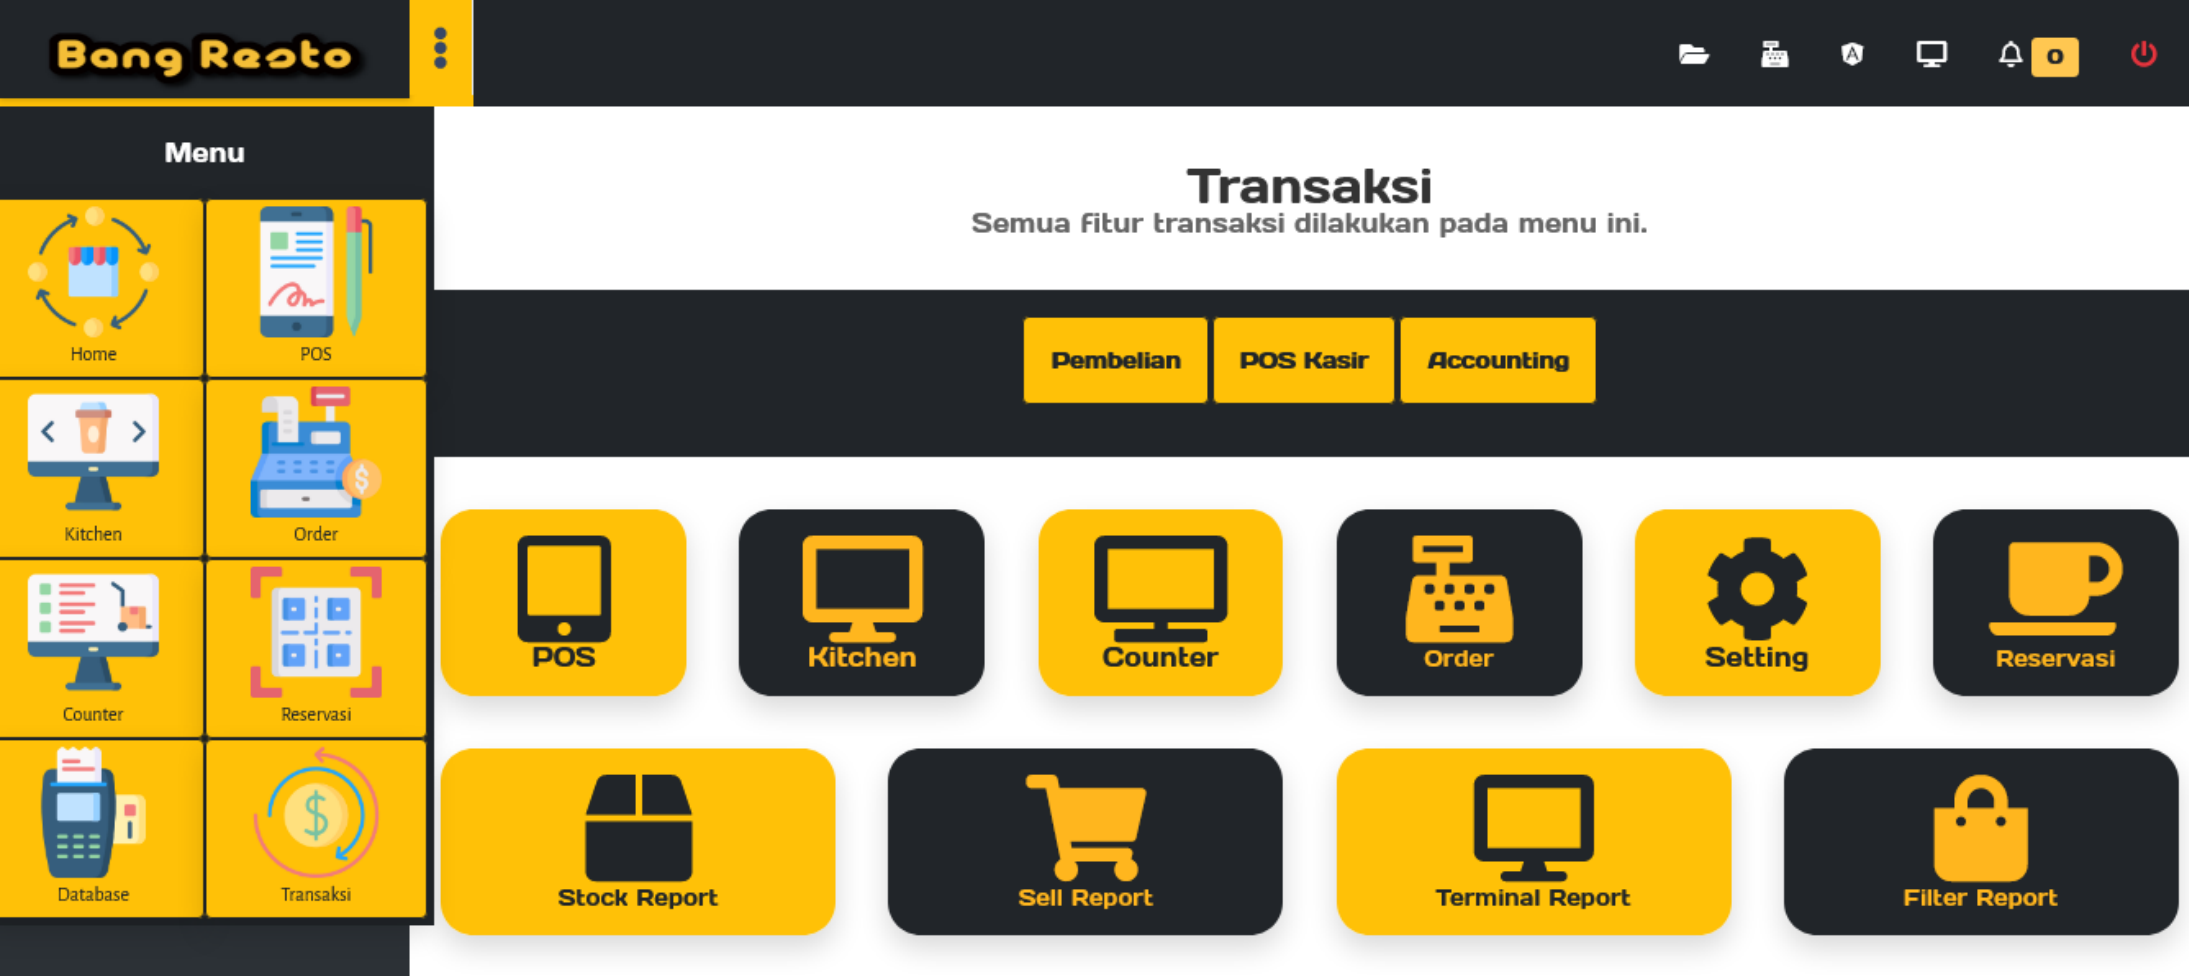 Bang Resto
0
Menu
Home
POS
Kitchen
Order
Counter
Reservasi
Database
Transaksi
Transaksi
Semua fitur transaksi dilakukan pada menu ini.
Pembelian
POS Kasir
Accounting
POS
Kitchen
Counter
Order
Setting
Reservasi
Stock Report
Sell Report
Terminal Report
Filter Report